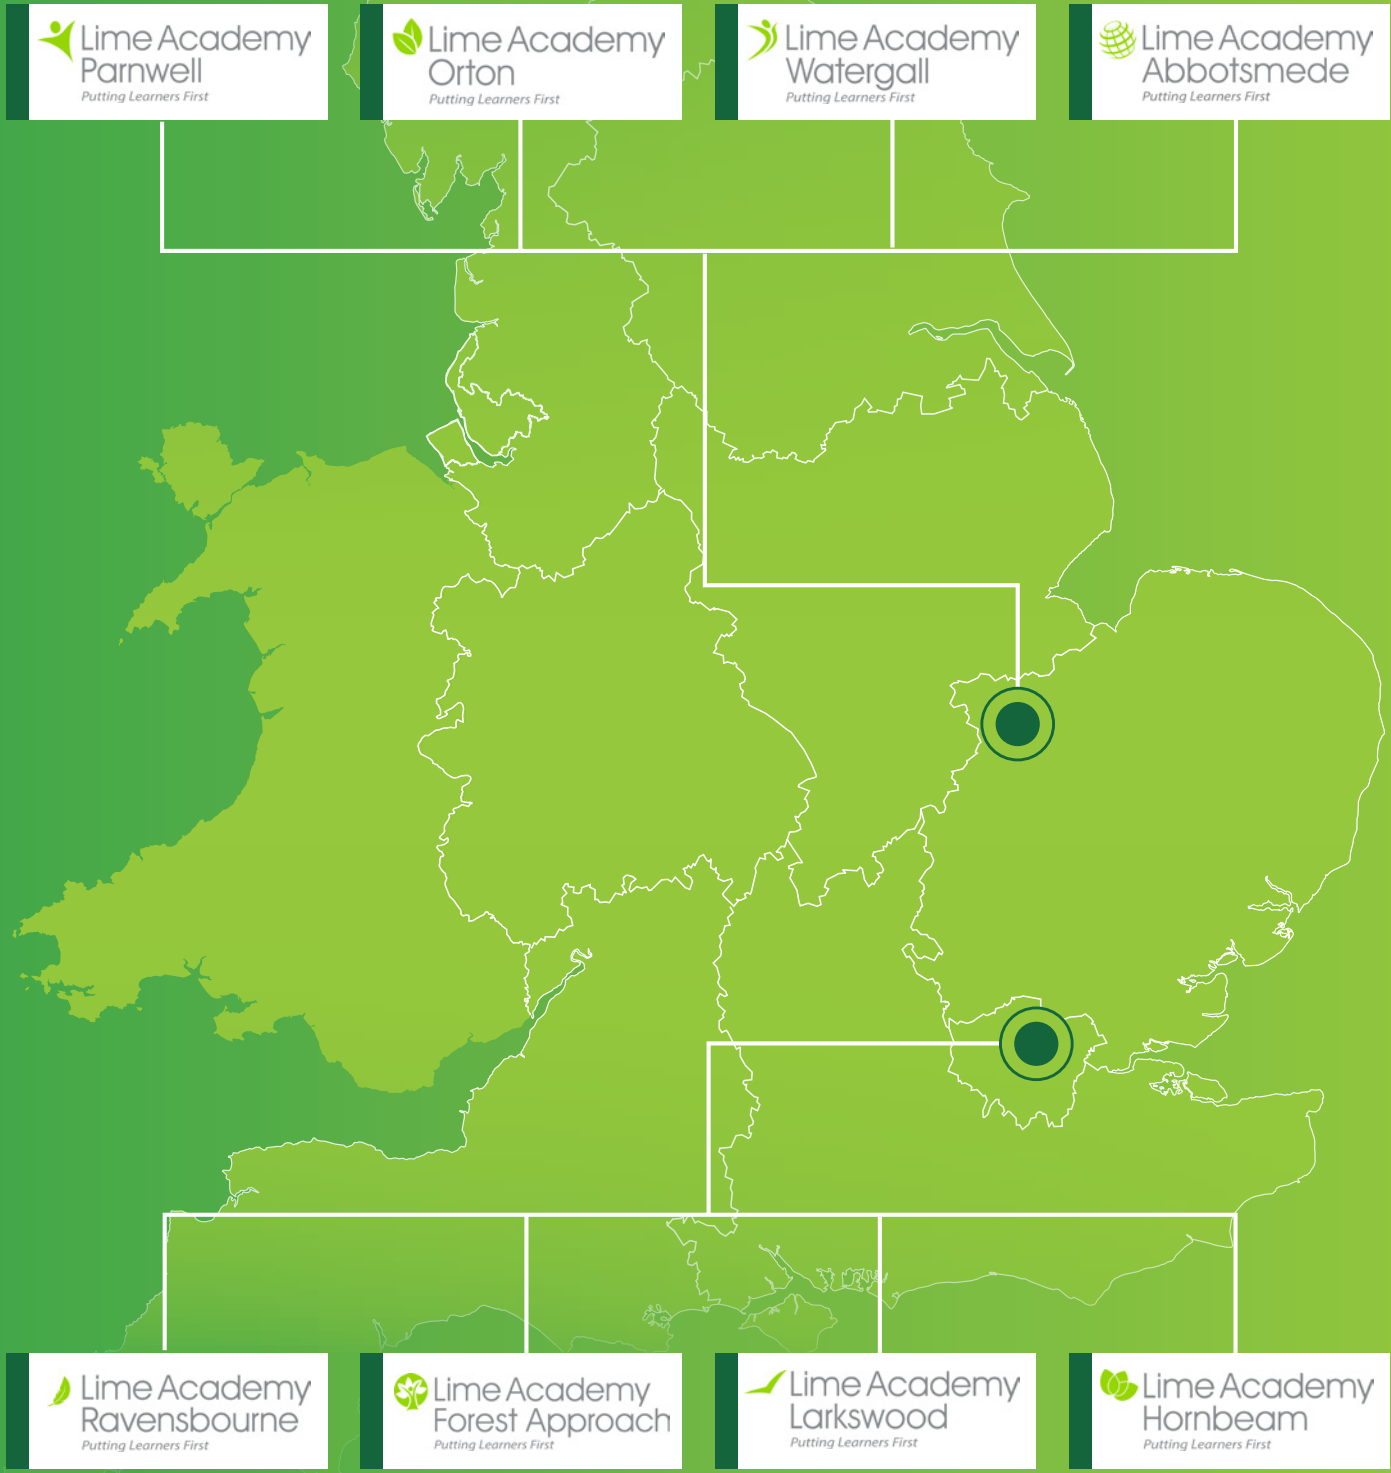 Lime Academy
Parnwell
Putting Learners First
Lime Academy
Orton
Putting Learners First
Lime Academy
Watergall
Putting Learners First
Lime Academy
Abbotsmede
Putting Learners First
Lime Academy
Ravensbourne
Putting Learners First
Lime Academy
Forest Approach
Putting Learners First
Lime Academy
Larkswood
Putting Learners First
Lime Academy
Hornbeam
Putting Learners First